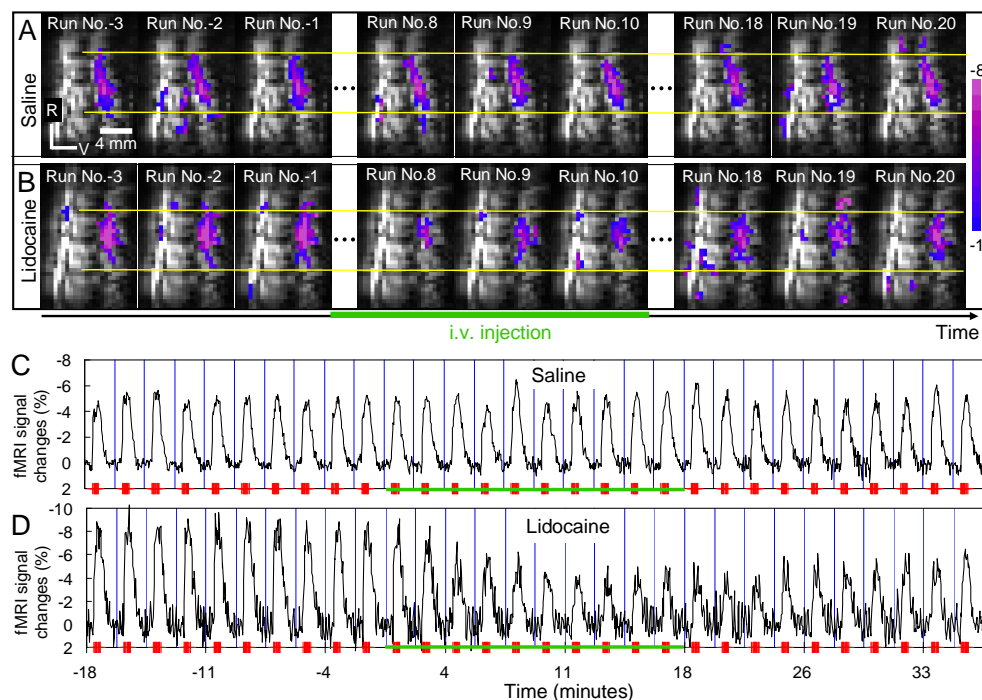 A
Run No.-3 Run No.-2 Run No.-1 Run No.8 Run No.9 Run No.10 Run No.18 Run No.19 Run No.20
Saline
... ...
R
V
4 mm
-8
-1
B
Run No.-3 Run No.-2 Run No.-1 Run No.8 Run No.9 Run No.10 Run No.18 Run No.19 Run No.20
Lidocaine
... ...
i.v. injection
Time
C
Saline
fMRI signal
changes (%)
-8
-6
-4
-2
0
2
D
Lidocaine
fMRI signal
changes (%)
-10
-8
-6
-4
-2
0
2
-18 -11 -4 4 11 18 26 33
Time (minutes)